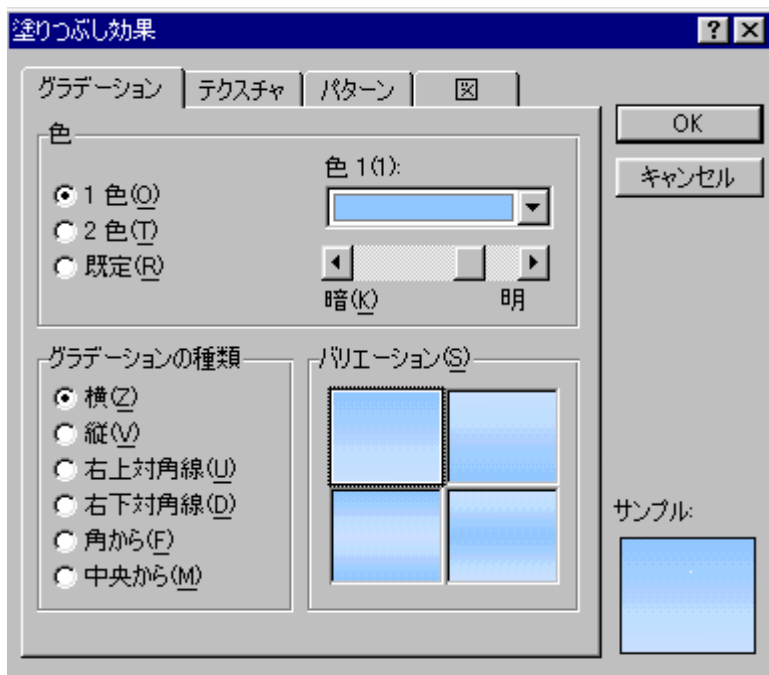 塗りつぶし効果
グラデーション テクスチャ パターン 図
OK
キャンセル
色
1 色(O)
2 色(T)
既定(R)
色 1(1):
暗(K) 明
グラデーションの種類
横(Z)
縦(V)
右上対角線(U)
右下対角線(D)
角から(F)
中央から(M)
バリエーション(S)
サンプル: